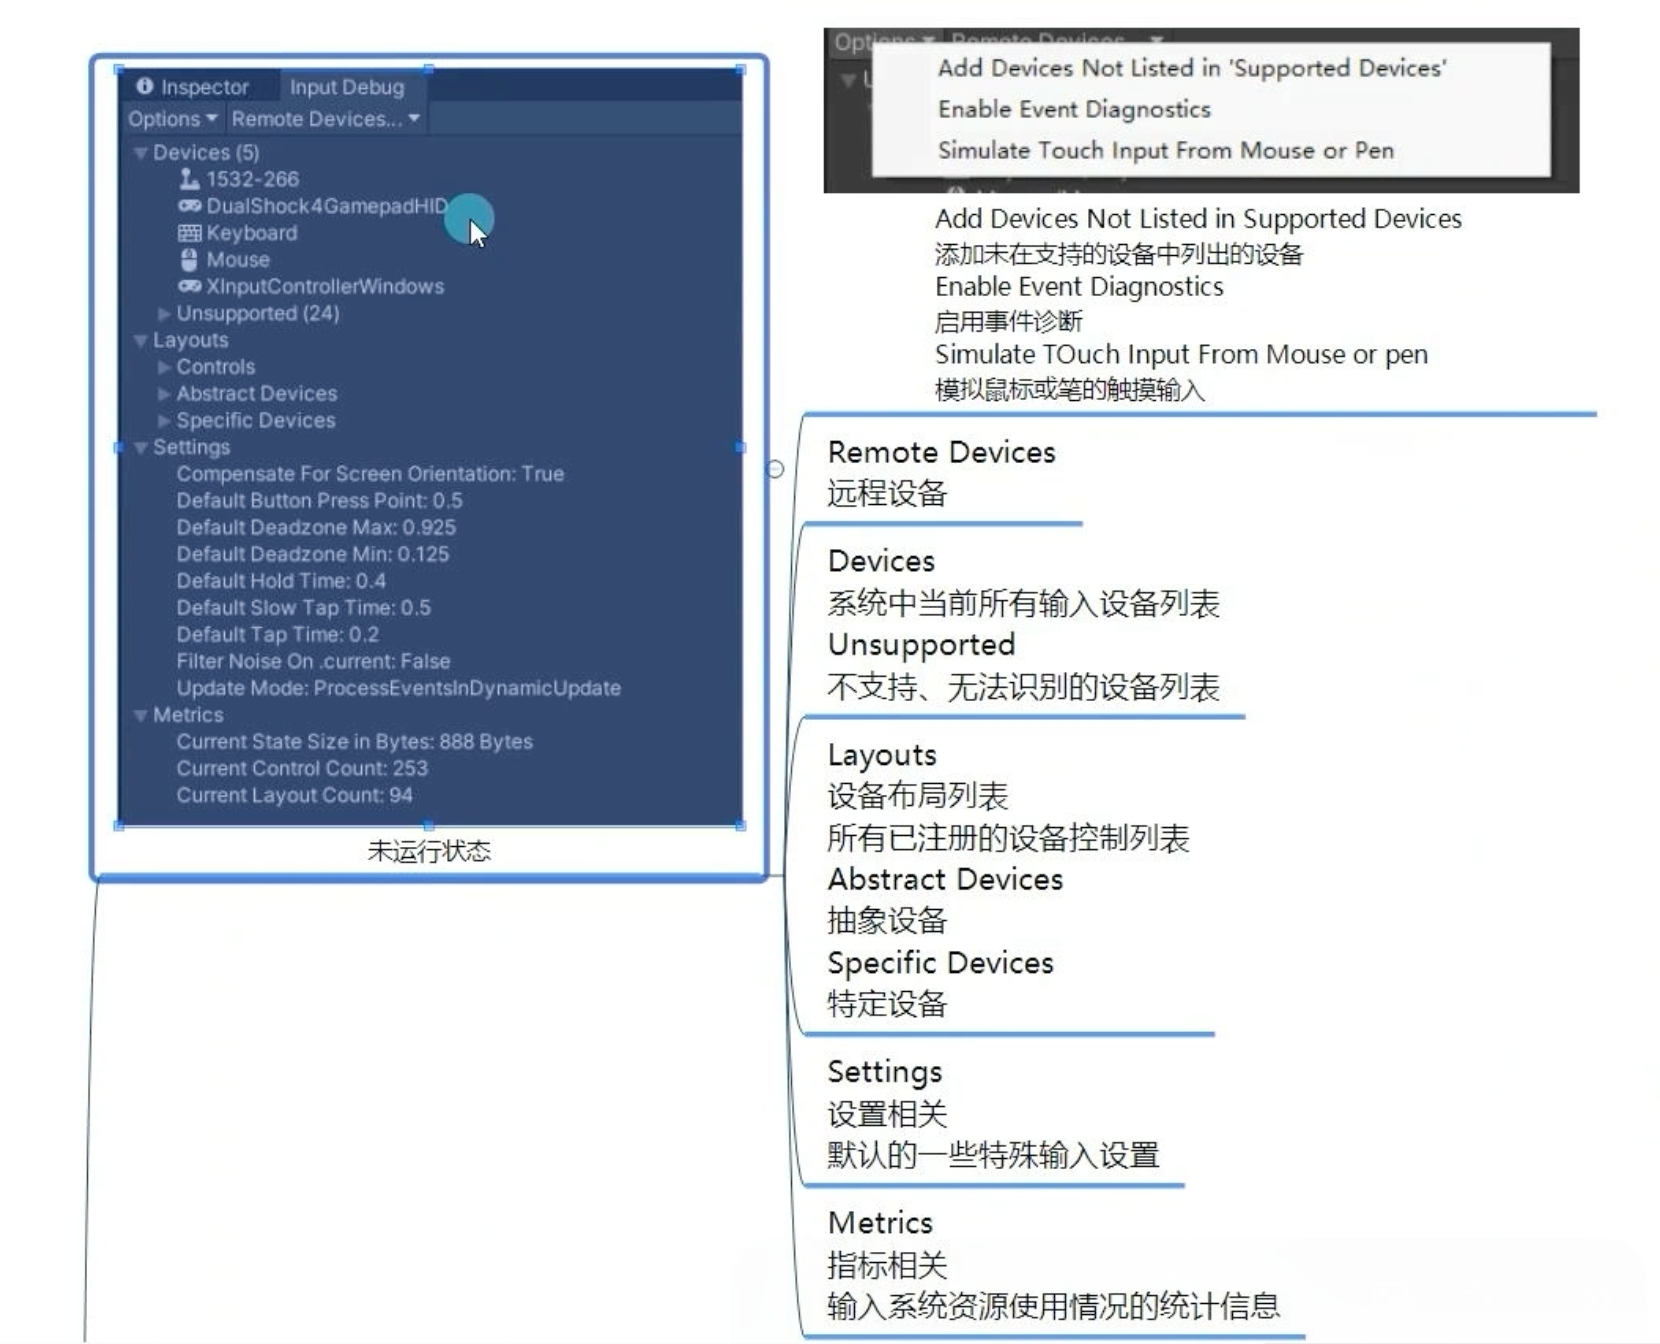 Inspector
Input Debug
Options
Remote Devices...
Devices (5)
1532-266
DualShock4GamepadHID
Keyboard
Mouse
XInputControllerWindows
Unsupported (24)
Layouts
Controls
Abstract Devices
Specific Devices
Settings
Compensate For Screen Orientation: True
Default Button Press Point: 0.5
Default Deadzone Max: 0.925
Default Deadzone Min: 0.125
Default Hold Time: 0.4
Default Slow Tap Time: 0.5
Default Tap Time: 0.2
Filter Noise On .current: False
Update Mode: ProcessEventsInDynamicUpdate
Metrics
Current State Size in Bytes: 888 Bytes
Current Control Count: 253
Current Layout Count: 94
未运行状态
Options
Remote Devices...
Add Devices Not Listed in 'Supported Devices'
Enable Event Diagnostics
Simulate Touch Input From Mouse or Pen
Add Devices Not Listed in Supported Devices
添加未在支持的设备中列出的设备
Enable Event Diagnostics
启用事件诊断
Simulate TOuch Input From Mouse or pen
模拟鼠标或笔的触摸输入
Remote Devices
远程设备
Devices
系统中当前所有输入设备列表
Unsupported
不支持、无法识别的设备列表
Layouts
设备布局列表
所有已注册的设备控制列表
Abstract Devices
抽象设备
Specific Devices
特定设备
Settings
设置相关
默认的一些特殊输入设置
Metrics
指标相关
输入系统资源使用情况的统计信息